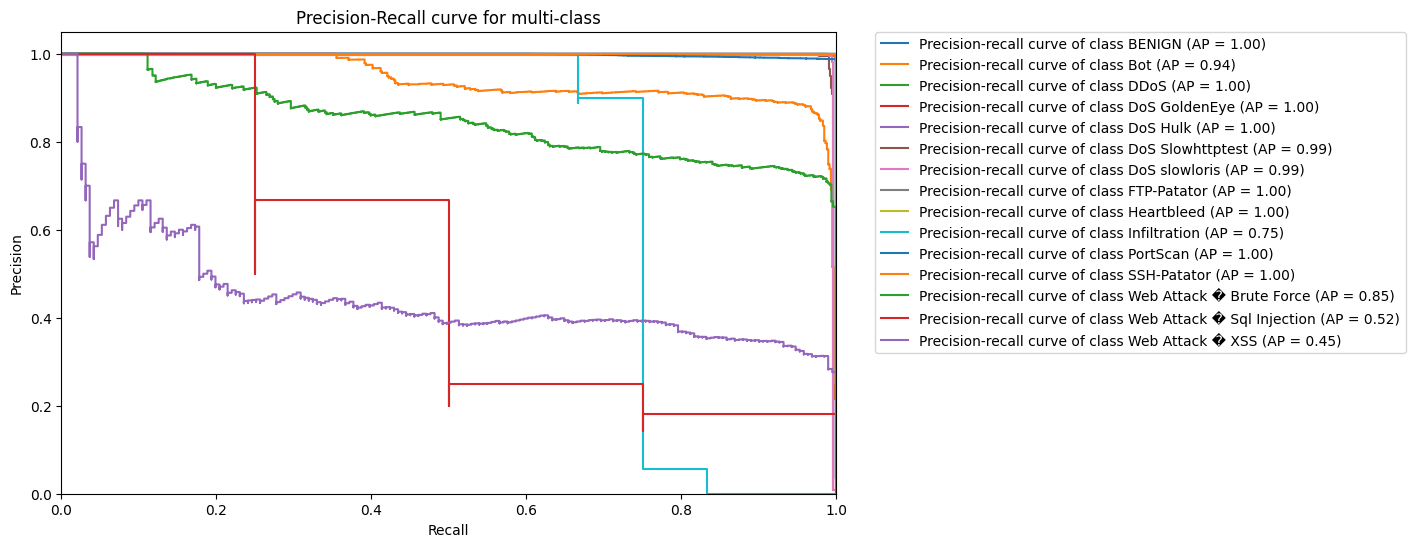 Precision-Recall curve for multi-class
Precision
1.0
0.8
0.6
0.4
0.2
0.0
0.0 0.2 0.4 0.6 0.8 1.0
Recall
Precision-recall curve of class BENIGN (AP = 1.00)
Precision-recall curve of class Bot (AP = 0.94)
Precision-recall curve of class DDoS (AP = 1.00)
Precision-recall curve of class DoS GoldenEye (AP = 1.00)
Precision-recall curve of class DoS Hulk (AP = 1.00)
Precision-recall curve of class DoS Slowhttptest (AP = 0.99)
Precision-recall curve of class DoS slowloris (AP = 0.99)
Precision-recall curve of class FTP-Patator (AP = 1.00)
Precision-recall curve of class Heartbleed (AP = 1.00)
Precision-recall curve of class Infiltration (AP = 0.75)
Precision-recall curve of class PortScan (AP = 1.00)
Precision-recall curve of class SSH-Patator (AP = 1.00)
Precision-recall curve of class Web Attack � Brute Force (AP = 0.85)
Precision-recall curve of class Web Attack � Sql Injection (AP = 0.52)
Precision-recall curve of class Web Attack � XSS (AP = 0.45)